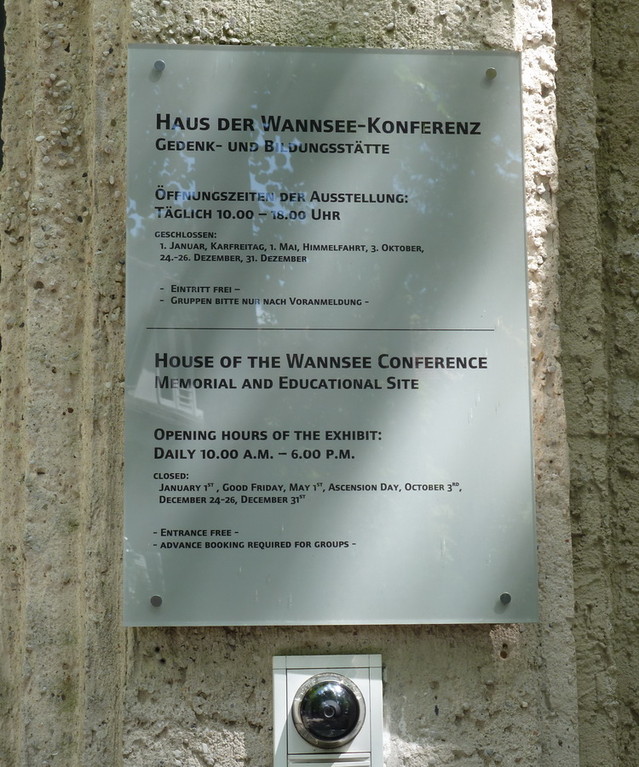 HAUS DER WANNSEE-KONFERENZ
GEDENK- UND BILDUNGSSTÄTTE
ÖFFNUNGSZEITEN DER AUSSTELLUNG:
TÄGLICH 10.00 – 18.00 UHR
GESCHLOSSEN:
1. JANUAR, KARFREITAG, 1. MAI, HIMMELFAHRT, 3. OKTOBER,
24.-26. DEZEMBER, 31. DEZEMBER
- EINTRITT FREI –
- GRUPPEN BITTE NUR NACH VORANMELDUNG -
HOUSE OF THE WANNSEE CONFERENCE
MEMORIAL AND EDUCATIONAL SITE
OPENING HOURS OF THE EXHIBIT:
DAILY 10.00 A.M. – 6.00 P.M.
CLOSED:
JANUARY 1ST , GOOD FRIDAY, MAY 1ST, ASCENSION DAY, OCTOBER 3RD,
DECEMBER 24-26, DECEMBER 31ST
- ENTRANCE FREE -
- ADVANCE BOOKING REQUIRED FOR GROUPS -